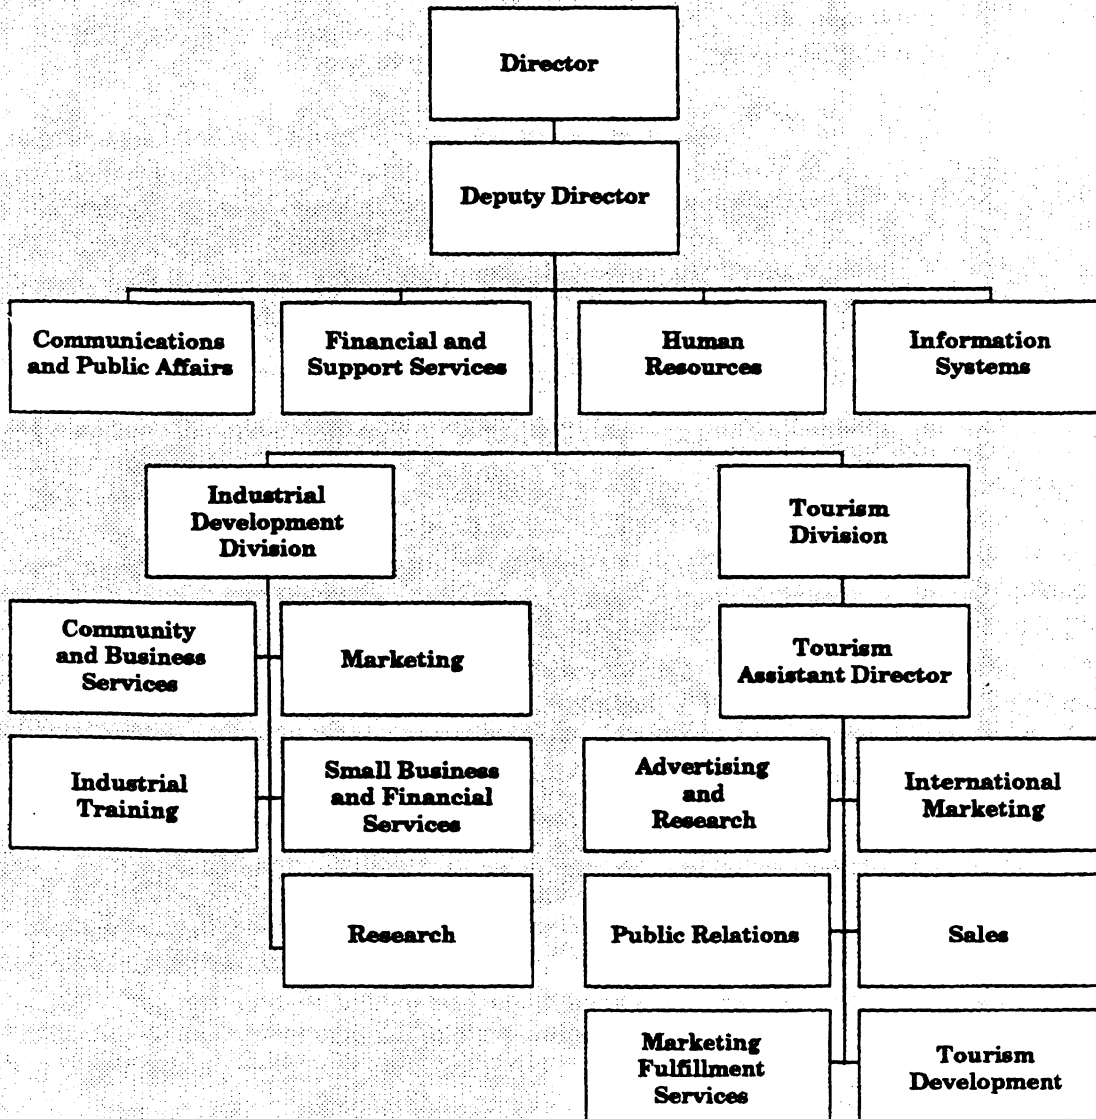 Director
Deputy Director
Communications
and Public Affairs
Financial and
Support Services
Human
Resources
Information
Systems
Industrial
Development
Division
Tourism
Division
Community
and Business
Services
Marketing
Tourism
Assistant Director
Industrial
Training
Small Business
and Financial
Services
Advertising
and
Research
International
Marketing
Research
Public Relations
Sales
Marketing
Fulfillment
Services
Tourism
Development